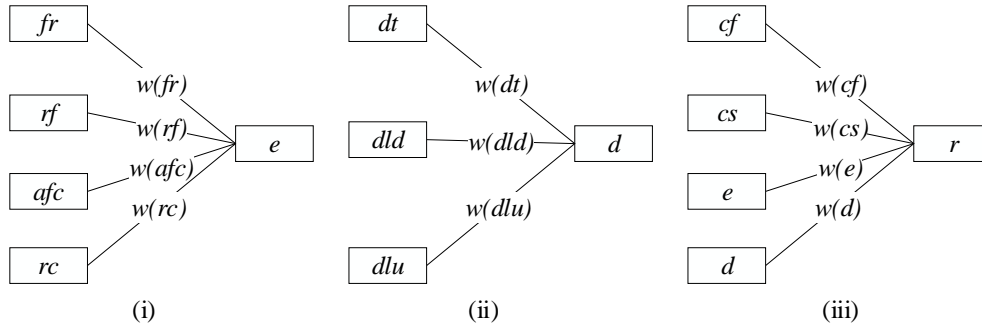 fr
w(fr)
rf
w(rf)
e
afc
w(afc)
w(rc)
rc
(i)
dt
w(dt)
dld
w(dld)
d
w(dlu)
dlu
(ii)
cf
w(cf)
cs
w(cs)
r
w(e)
e
w(d)
d
(iii)